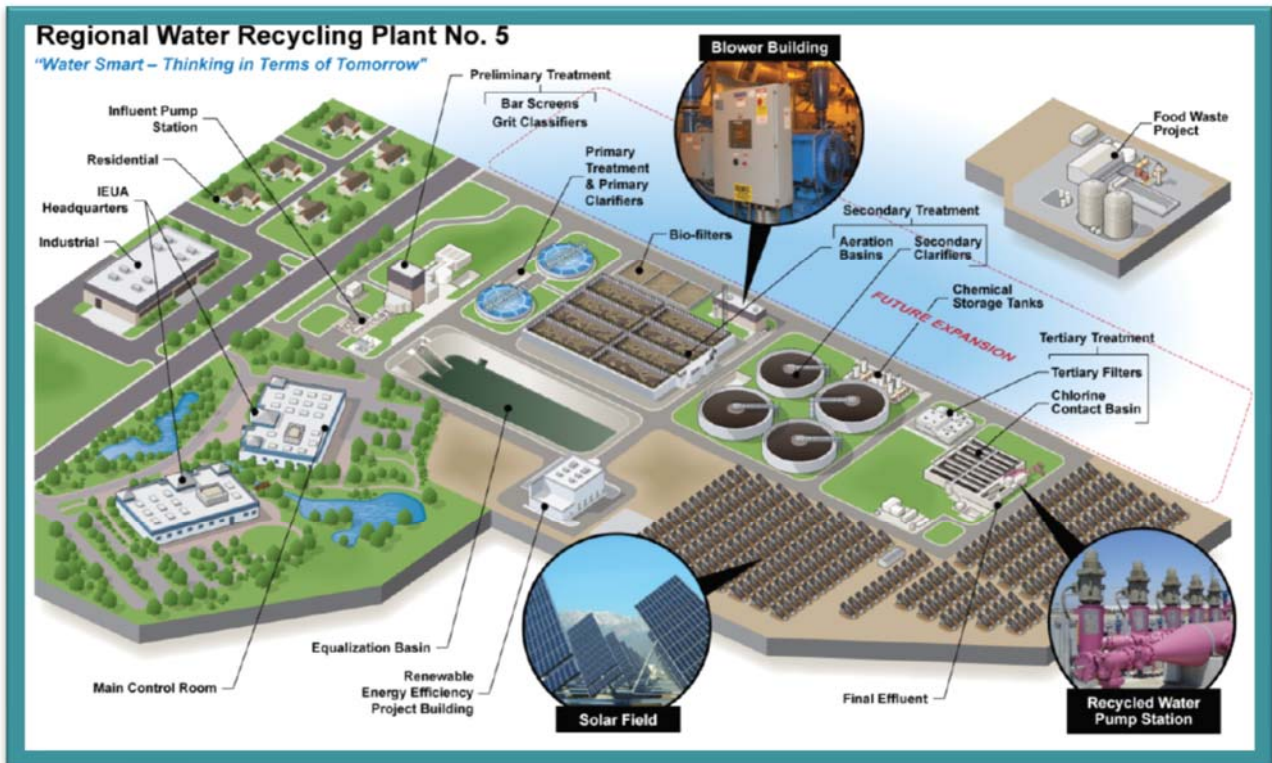 Regional Water Recycling Plant No. 5
"Water Smart – Thinking in Terms of Tomorrow"
Blower Building
Preliminary Treatment
Bar Screens
Grit Classifiers
Influent Pump
Station
Residential
IEUA
Headquarters
Industrial
Primary
Treatment
& Primary
Clarifiers
Bio-filters
Secondary Treatment
Aeration
Basins
Secondary
Clarifiers
Food Waste
Project
Chemical
Storage Tanks
FUTURE EXPANSION
Tertiary Treatment
Tertiary Filters
Chlorine
Contact Basin
Equalization Basin
Main Control Room
Renewable
Energy Efficiency
Project Building
Solar Field
Final Effluent
Recycled Water
Pump Station